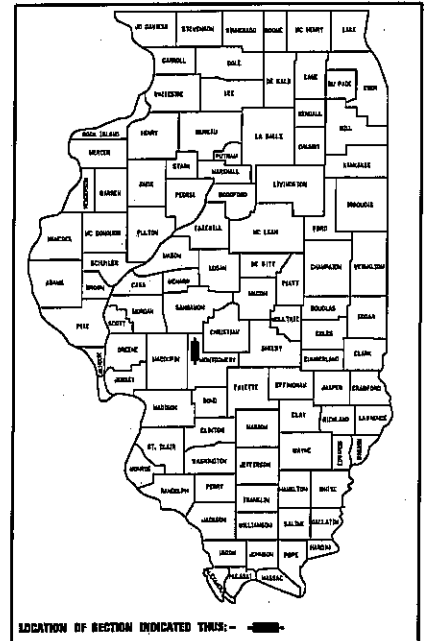 JO DAVIESS STEPHENSON WINNEBAGO BOONE MC HENRY LAKE
CARROLL OGLE DE KALB KANE DU PAGE COOK
WHITESIDE LEE KENDALL WILL
ROCK ISLAND HENRY BUREAU LA SALLE GRUNDY
MERCER PUTNAM KANKAKEE
STARK MARSHALL LIVINGSTON
HENDERSON WARREN KNOX PEORIA WOODFORD IROQUOIS
HANCOCK MC DONOUGH FULTON TAZEWELL MC LEAN FORD
SCHUYLER MASON LOGAN DE WITT CHAMPAIGN VERMILION
ADAMS BROWN CASS MENARD MACON PIATT
PIKE SCOTT MORGAN SANGAMON MOULTRIE DOUGLAS EDGAR
CHRISTIAN COLES
GREENE MACOUPIN MONTGOMERY SHELBY CUMBERLAND CLARK
CALHOUN JERSEY FAYETTE EFFINGHAM JASPER CRAWFORD
MADISON BOND
CLAY RICHLAND LAWRENCE
CLINTON MARION
ST. CLAIR WAYNE EDWARDS WABASH
MONROE WASHINGTON JEFFERSON
RANDOLPH PERRY HAMILTON WHITE
FRANKLIN
JACKSON WILLIAMSON SALINE GALLATIN
UNION JOHNSON POPE HARDIN
ALEXANDER PULASKI MASSAC
LOCATION OF SECTION INDICATED THUS:-